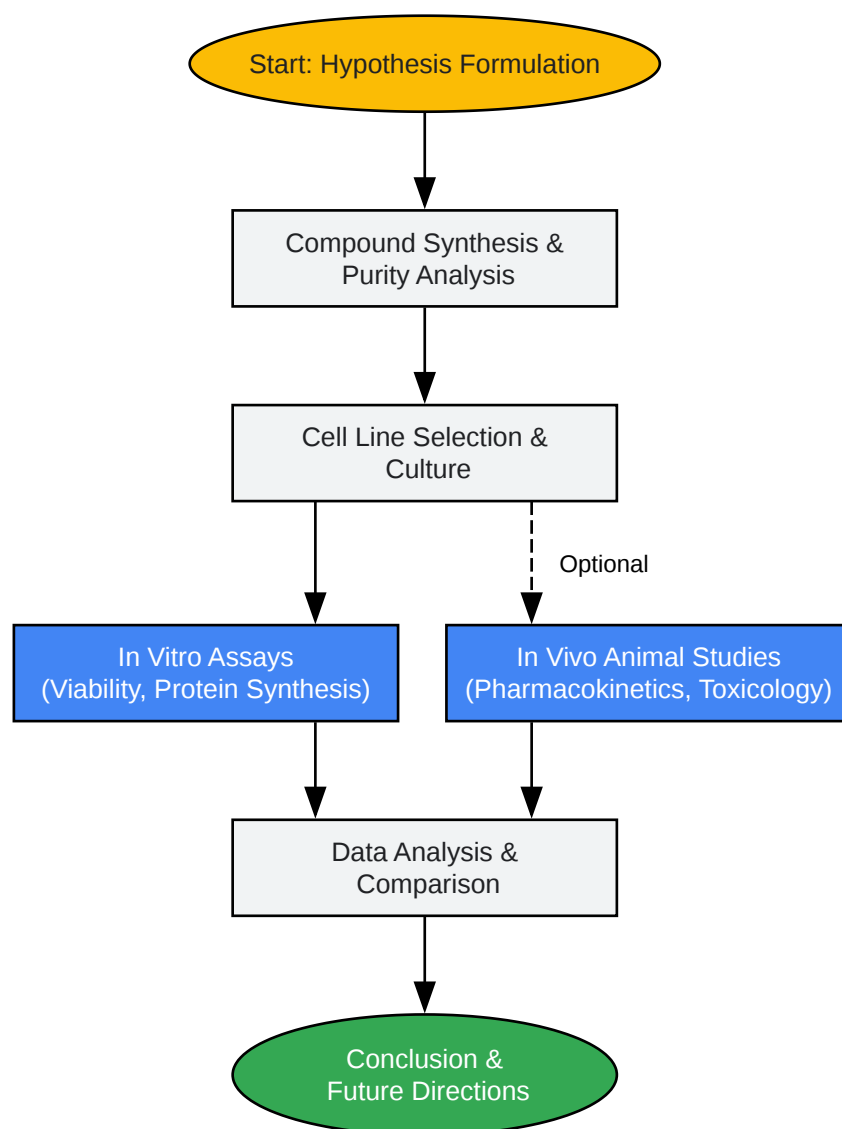 Start: Hypothesis Formulation
Compound Synthesis &
Purity Analysis
Cell Line Selection &
Culture
Optional
In Vitro Assays
(Viability, Protein Synthesis)
In Vivo Animal Studies
(Pharmacokinetics, Toxicology)
Data Analysis &
Comparison
Conclusion &
Future Directions